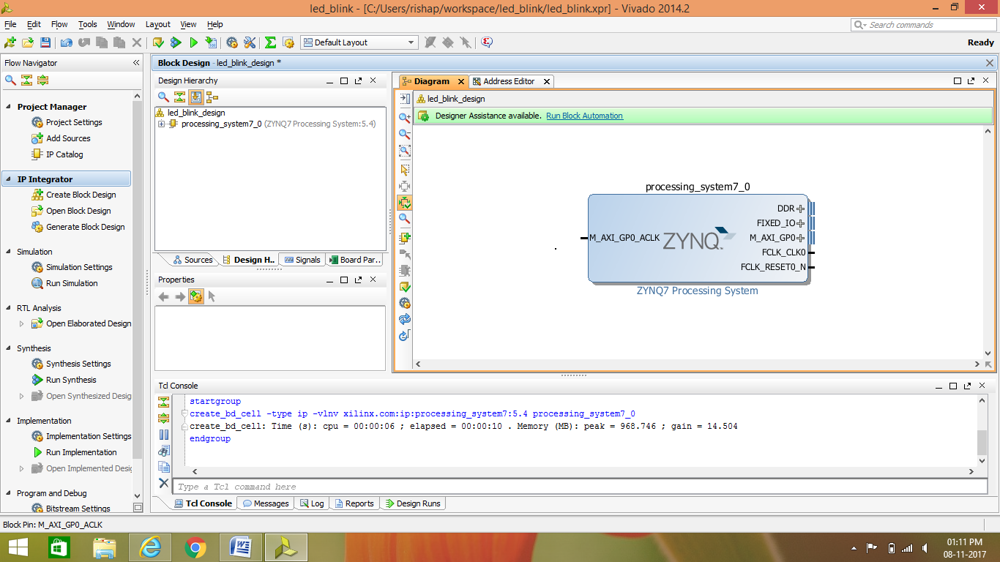 led_blink - [C:/Users/rishap/workspace/led_blink/led_blink.xpr] - Vivado 2014.2
File Edit Flow Tools Window Layout View Help
Search commands
Default Layout
Ready
Flow Navigator
Project Manager
Project Settings
Add Sources
IP Catalog
IP Integrator
Create Block Design
Open Block Design
Generate Block Design
Simulation
Simulation Settings
Run Simulation
RTL Analysis
Open Elaborated Design
Synthesis
Synthesis Settings
Run Synthesis
Open Synthesized Desig
Implementation
Implementation Settings
Run Implementation
Open Implemented Desig
Program and Debug
Bitstream Settings
Block Design - led_blink_design *
Design Hierarchy
led_blink_design
processing_system7_0 (ZYNQ7 Processing System:5.4)
Sources Design H.. Signals Board Par..
Properties
Diagram Address Editor
led_blink_design
Designer Assistance available. Run Block Automation
processing_system7_0
DDR
FIXED_IO
M_AXI_GP0_ACLK ZYNQ M_AXI_GP0
FCLK_CLK0
FCLK_RESET0_N
ZYNQ7 Processing System
Tcl Console
startgroup
create_bd_cell -type ip -vlnv xilinx.com:ip:processing_system7:5.4 processing_system7_0
create_bd_cell: Time (s): cpu = 00:00:06 ; elapsed = 00:00:10 . Memory (MB): peak = 968.746 ; gain = 14.504
endgroup
Type a Tcl command here
Tcl Console Messages Log Reports Design Runs
Block Pin: M_AXI_GP0_ACLK
01:11 PM
08-11-2017